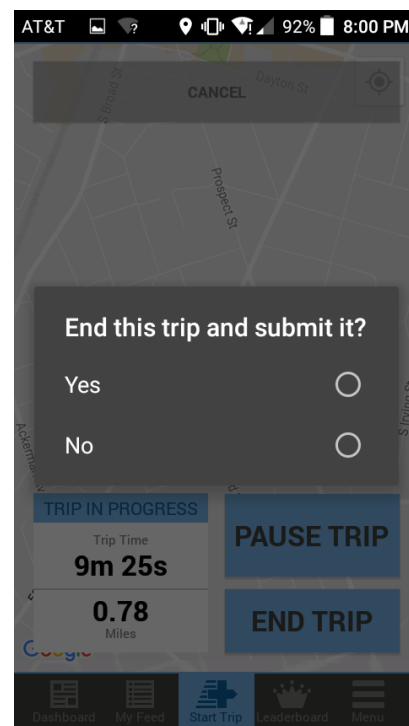 AT&T 92% 8:00 PM
S Broad St
Dayton St
CANCEL
Prospect St
End this trip and submit it?
Yes
No
TRIP IN PROGRESS
Trip Time
9m 25s
0.78
Miles
PAUSE TRIP
END TRIP
Google
Dashboard My Feed Start Trip Leaderboard Menu